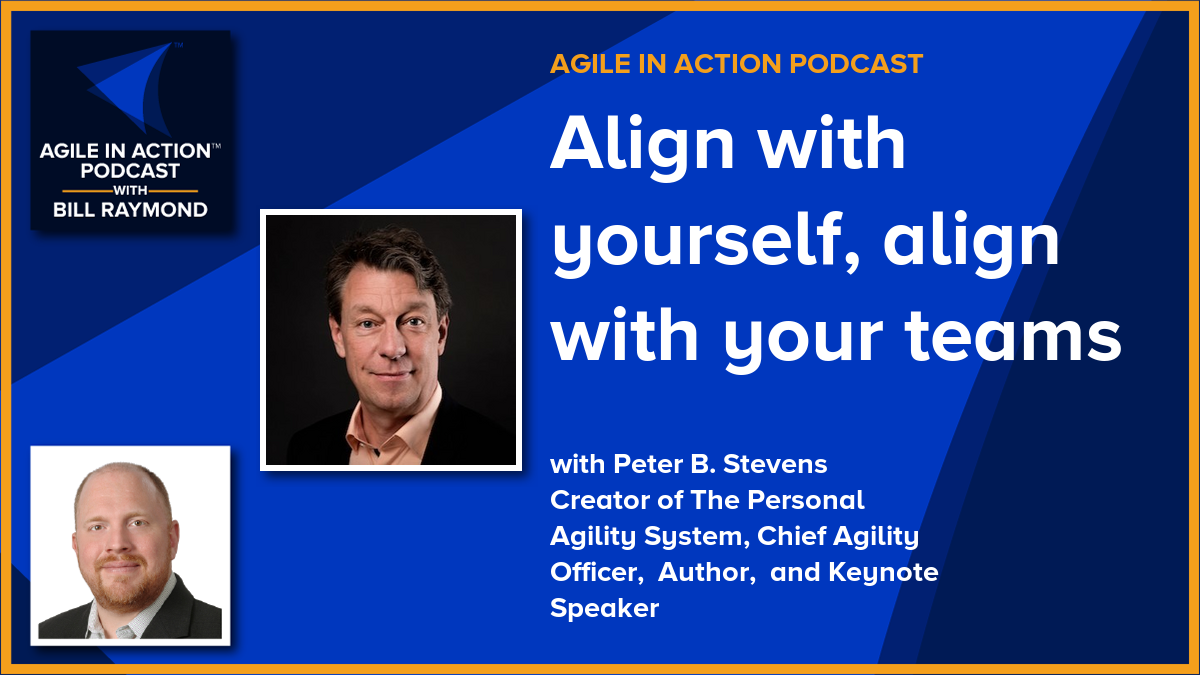 AGILE IN ACTION™
PODCAST
WITH
BILL RAYMOND
AGILE IN ACTION PODCAST
Align with
yourself, align
with your teams
with Peter B. Stevens
Creator of The Personal
Agility System, Chief Agility
Officer, Author, and Keynote
Speaker
TM